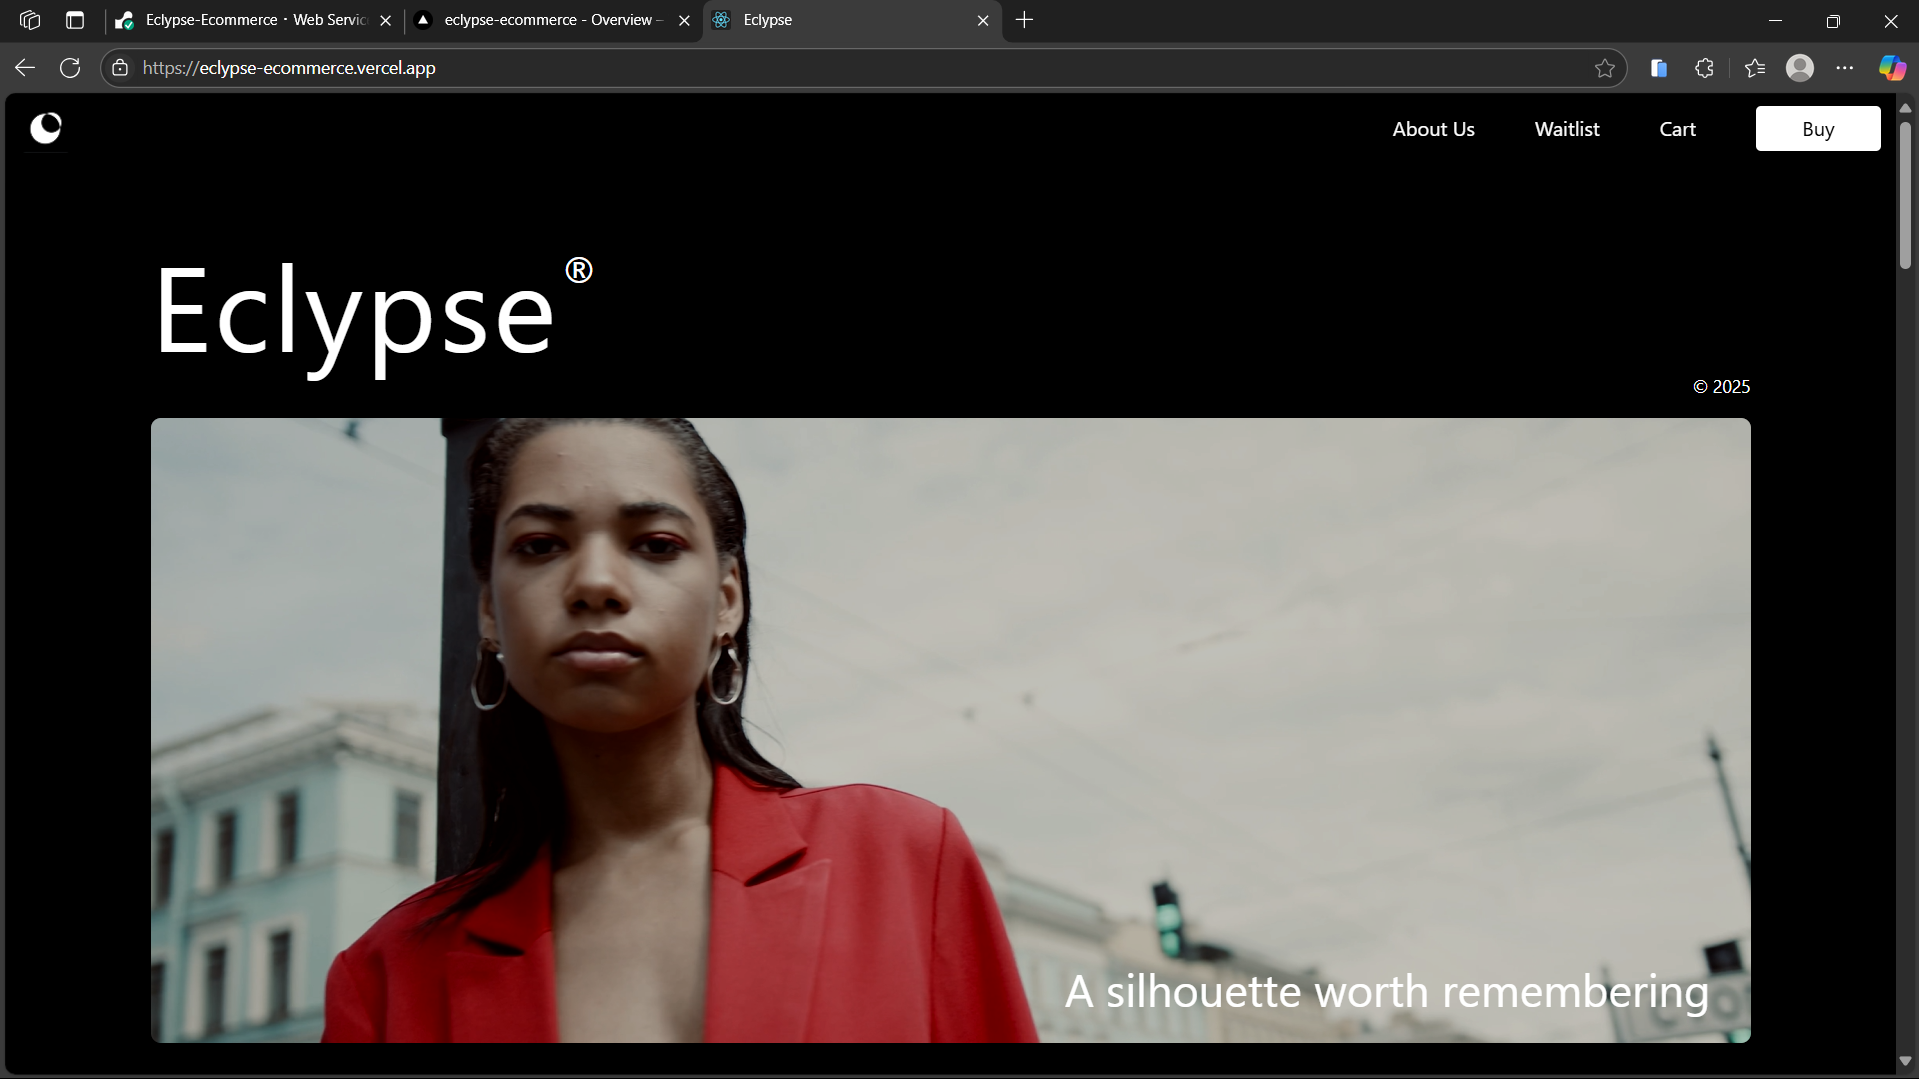 Eclypse-Ecommerce · Web Servic
eclypse-ecommerce - Overview –
Eclypse
https://eclypse-ecommerce.vercel.app
About Us
Waitlist
Cart
Buy
Eclypse®
© 2025
A silhouette worth remembering